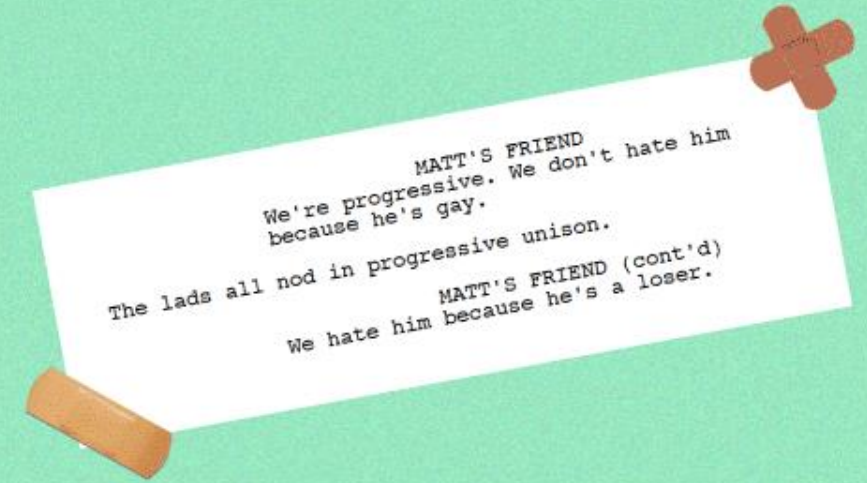 MATT'S FRIEND
We're progressive. We don't hate him
because he's gay.
The lads all nod in progressive unison.
MATT'S FRIEND (cont'd)
We hate him because he's a loser.